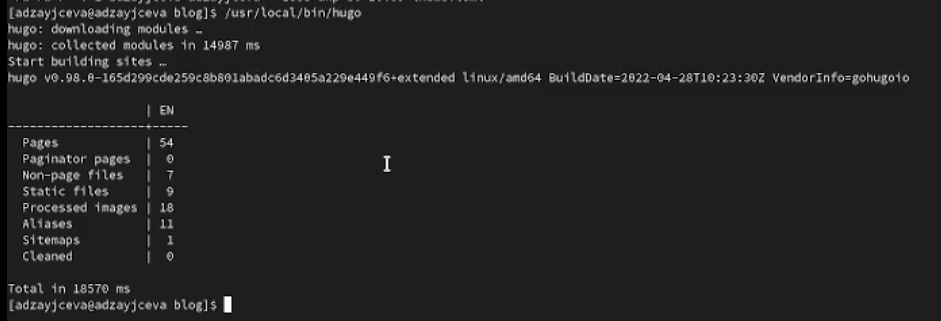 [adzayjceva@adzayjceva blog]$ /usr/local/bin/hugo
hugo: downloading modules …
hugo: collected modules in 14987 ms
Start building sites …
hugo v0.98.0-165d299cde259c8b801abadc6d3405a229e449f6+extended linux/amd64 BuildDate=2022-04-28T10:23:30Z VendorInfo=gohugoio
| EN
-------------------+-----
Pages | 54
Paginator pages | 0
Non-page files | 7
Static files | 9
Processed images | 18
Aliases | 11
Sitemaps | 1
Cleaned | 0
Total in 18570 ms
[adzayjceva@adzayjceva blog]$